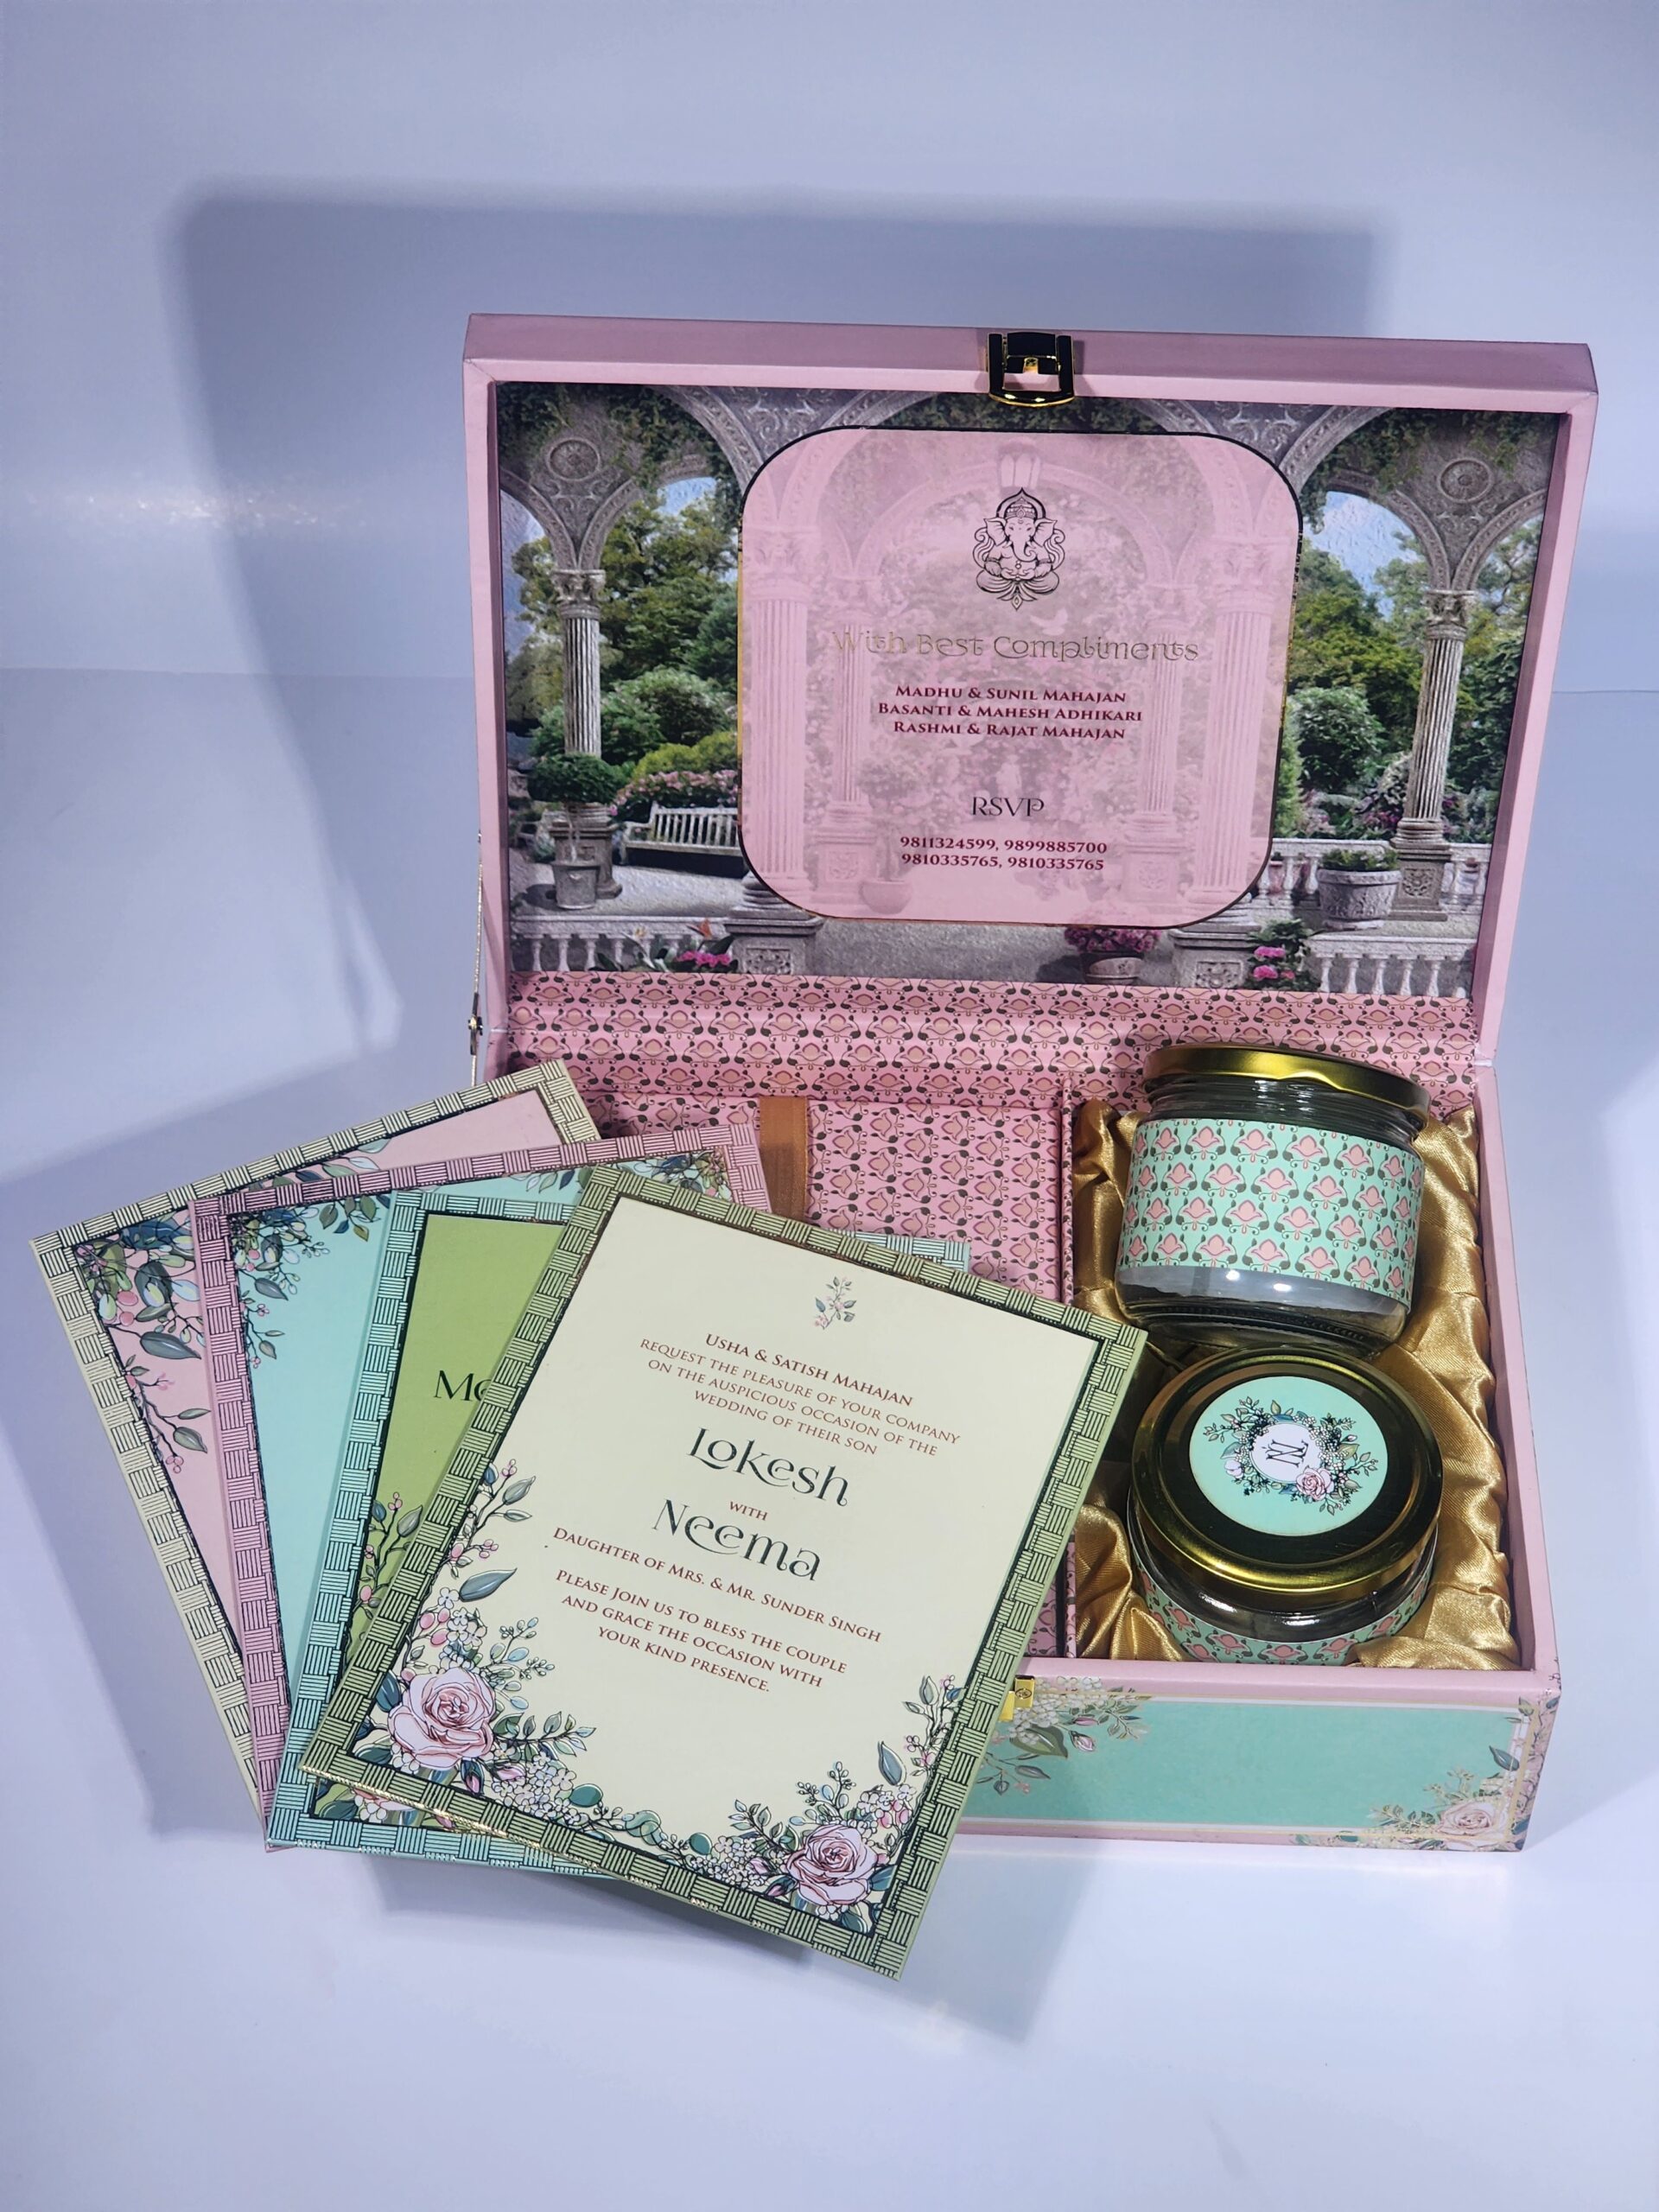 With Best Compliments
MADHU & SUNIL MAHAJAN
BASANTI & MAHESH ADHIKARI
RASHMI & RAJAT MAHAJAN
RSVP
9811324599, 9899885700
9810335765, 9810335765
USHA & SATISH MAHAJAN
REQUEST THE PLEASURE OF YOUR COMPANY
ON THE AUSPICIOUS OCCASION OF THE
WEDDING OF THEIR SON
Lokesh
WITH
Neema
DAUGHTER OF MRS. & MR. SUNDER SINGH
PLEASE JOIN US TO BLESS THE COUPLE
AND GRACE THE OCCASION WITH
YOUR KIND PRESENCE.